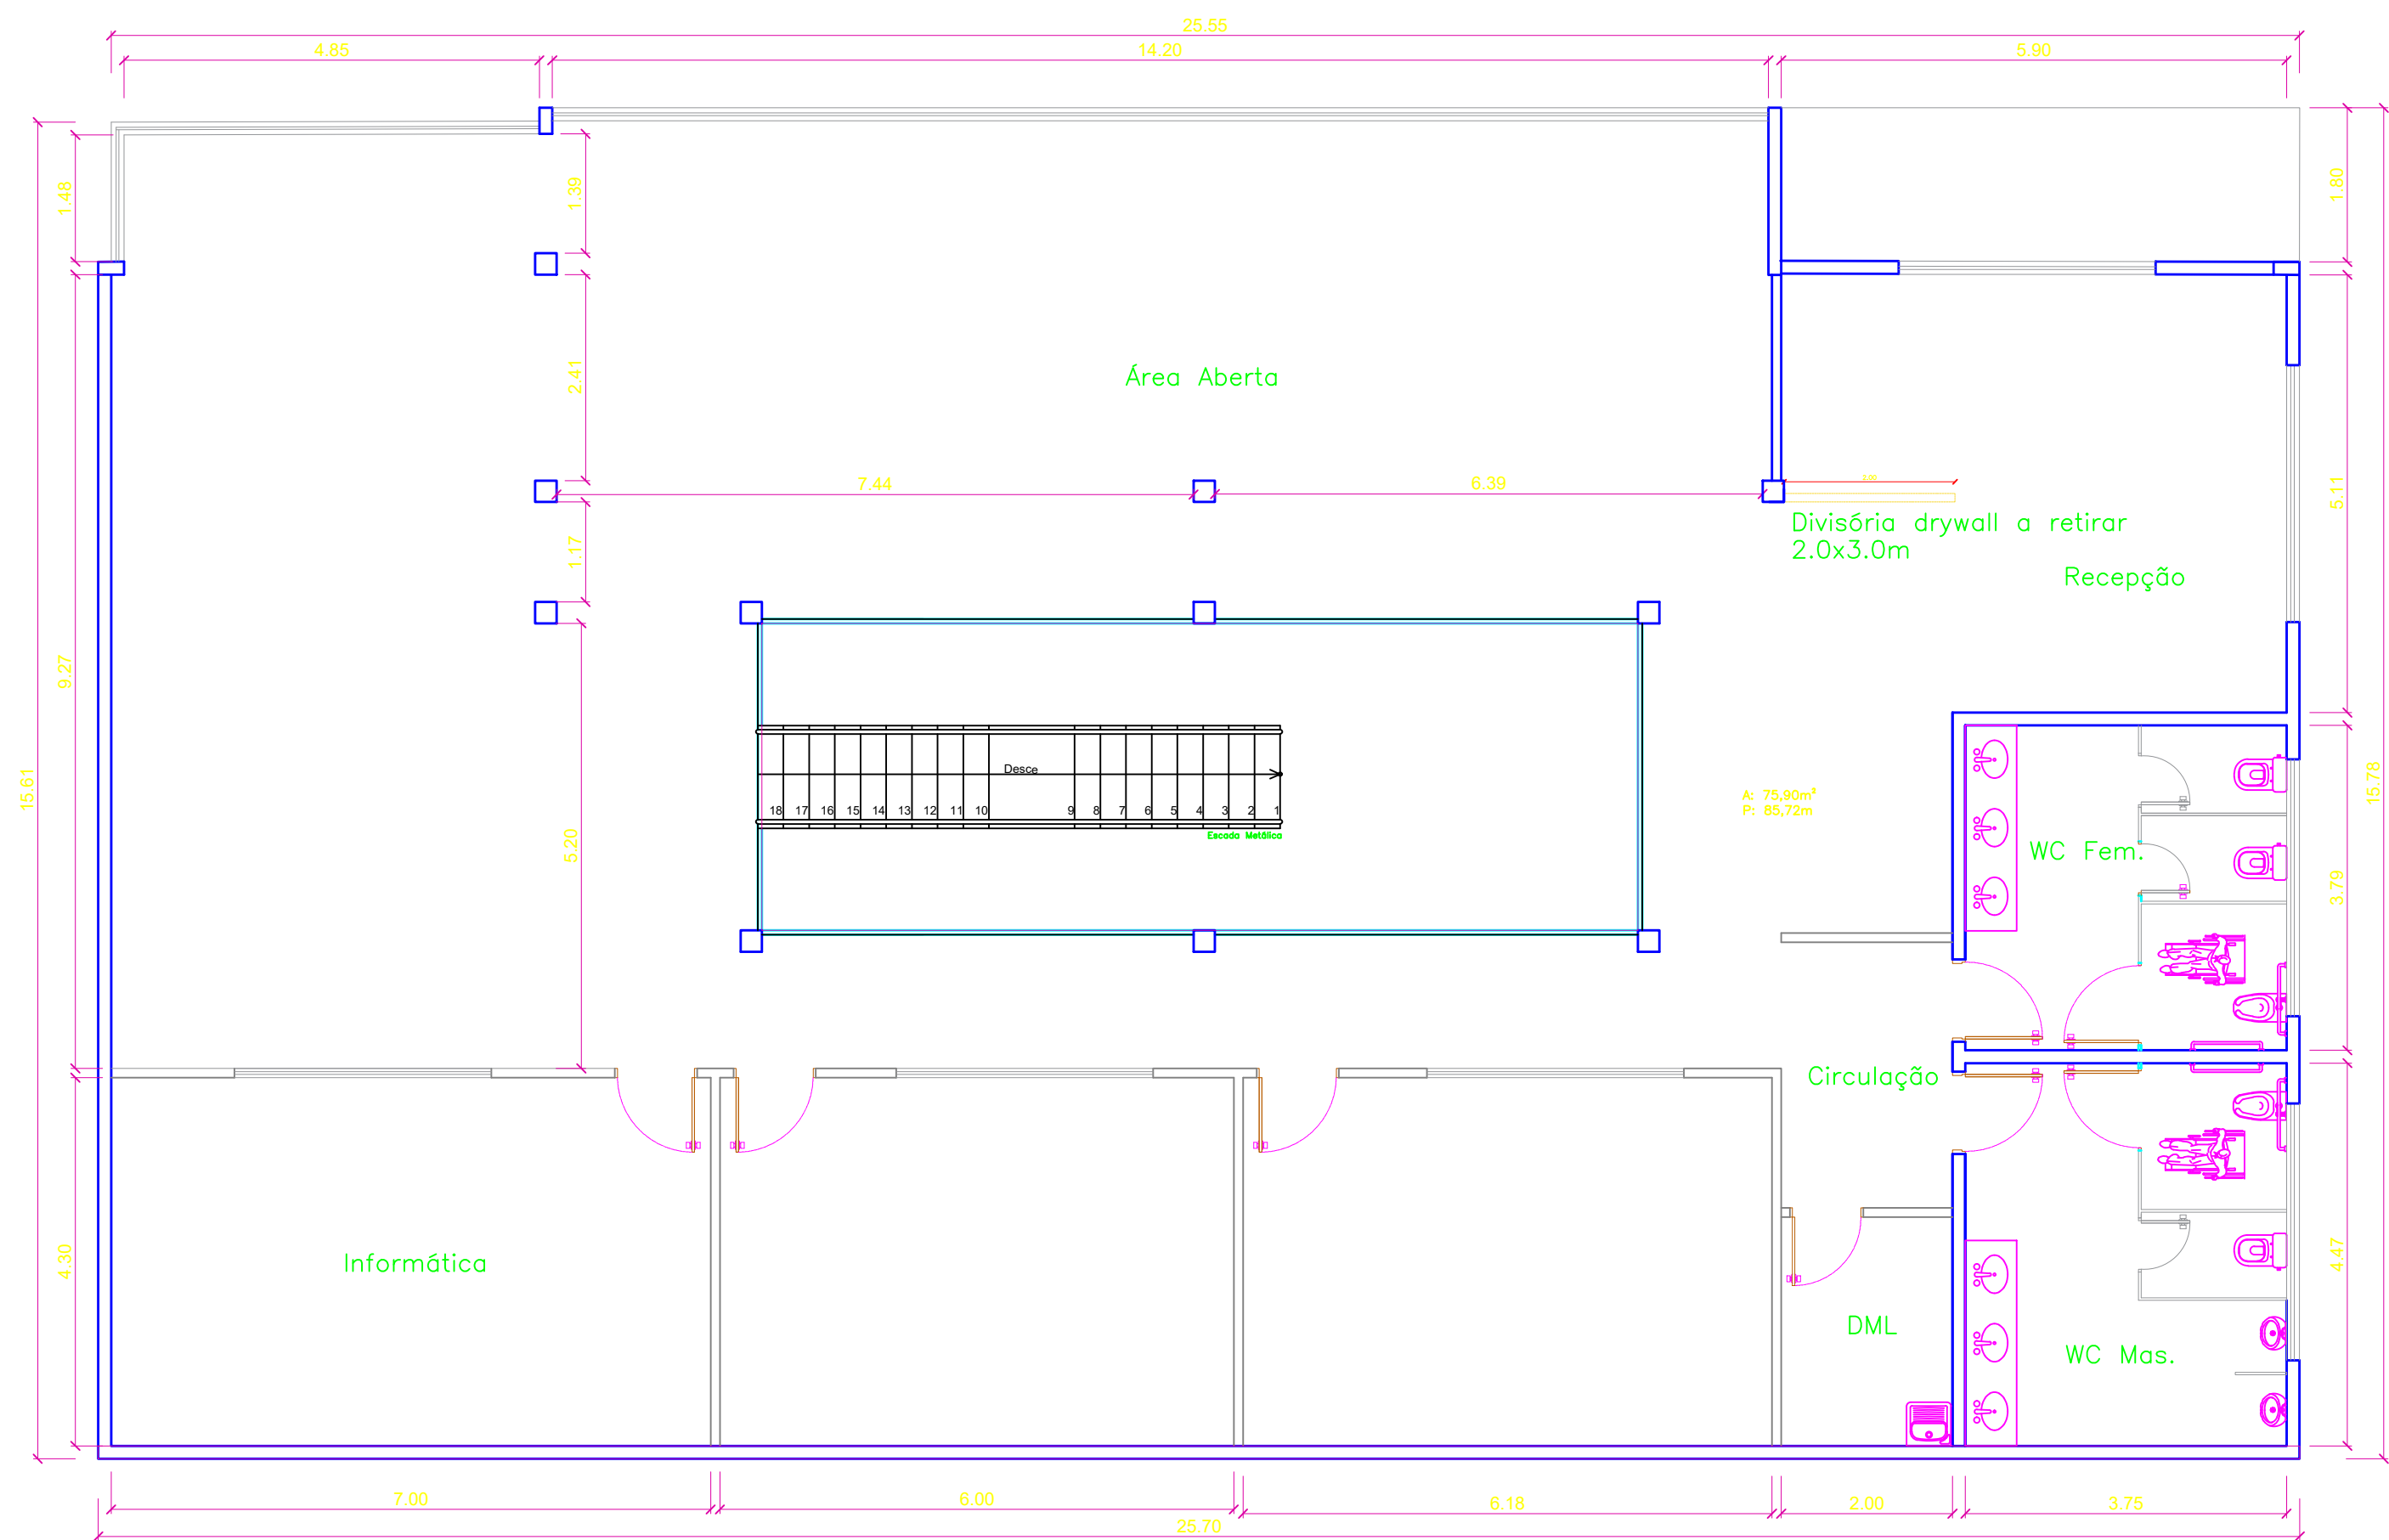 25.55
4.85
14.20
5.90
1.48
1.39
1.80
2.41
Área Aberta
7.44
6.39
2.00
5.11
Divisória drywall a retirar
2.0x3.0m
1.17
Recepção
9.27
15.61
15.78
Desce
18 17 16 15 14 13 12 11 10 9 8 7 6 5 4 3 2 1
Escada Metálica
A: 75,90m²
P: 85,72m
5.20
WC Fem.
3.79
Circulação
4.30
Informática
4.47
DML
WC Mas.
7.00
6.00
6.18
2.00
3.75
25.70